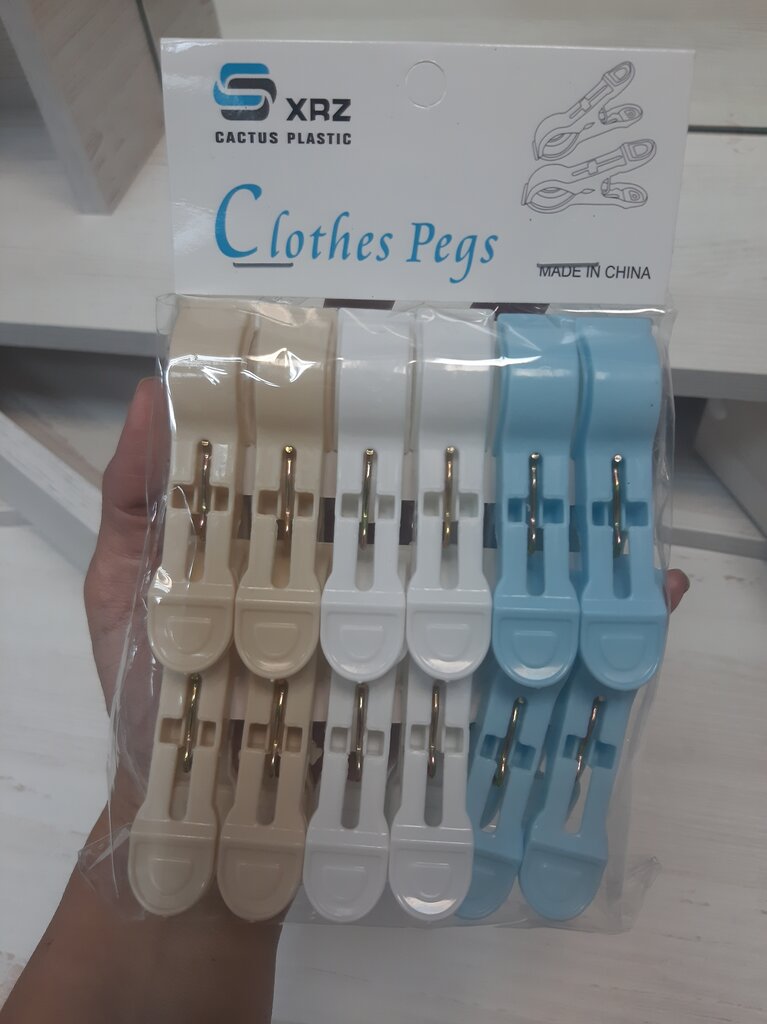 XRZ
CACTUS PLASTIC
Clothes Pegs
MADE IN CHINA